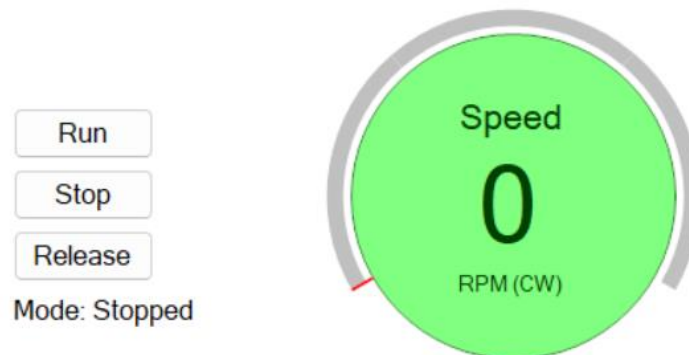 Run
Stop
Release
Mode: Stopped
Speed
0
RPM (CW)